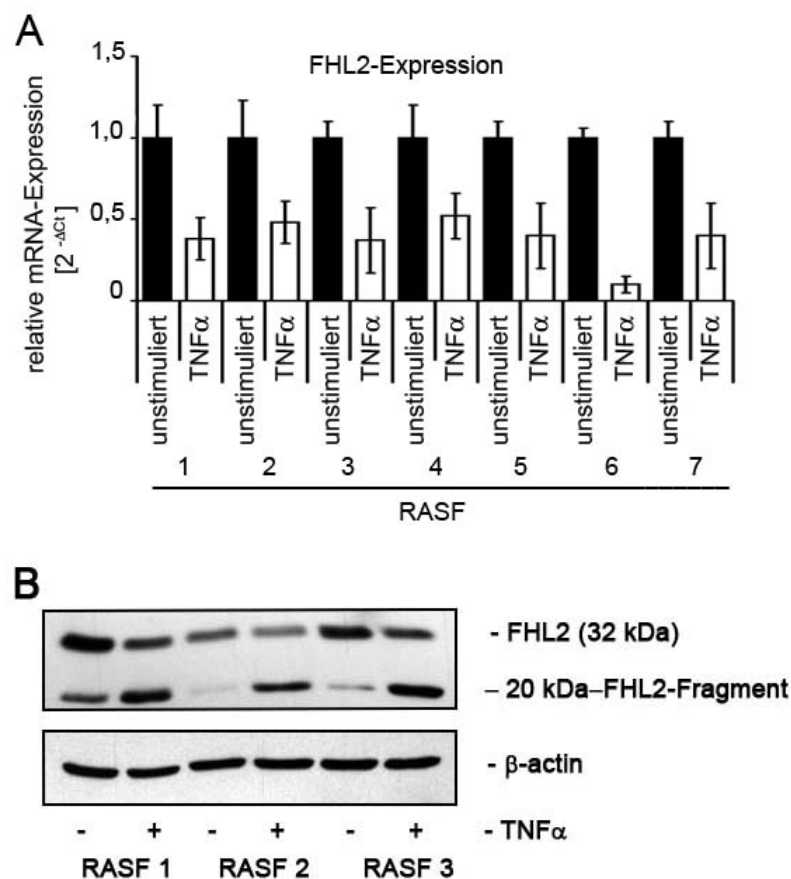 A
FHL2-Expression
relative mRNA-Expression
[2 -ΔCt]
1,5
1,0
0,5
0
unstimuliert TNFα unstimuliert TNFα unstimuliert TNFα unstimuliert TNFα unstimuliert TNFα unstimuliert TNFα unstimuliert TNFα
1 2 3 4 5 6 7
RASF
B
- FHL2 (32 kDa)
– 20 kDa–FHL2-Fragment
- β-actin
- + - + - + - TNFα
RASF 1 RASF 2 RASF 3